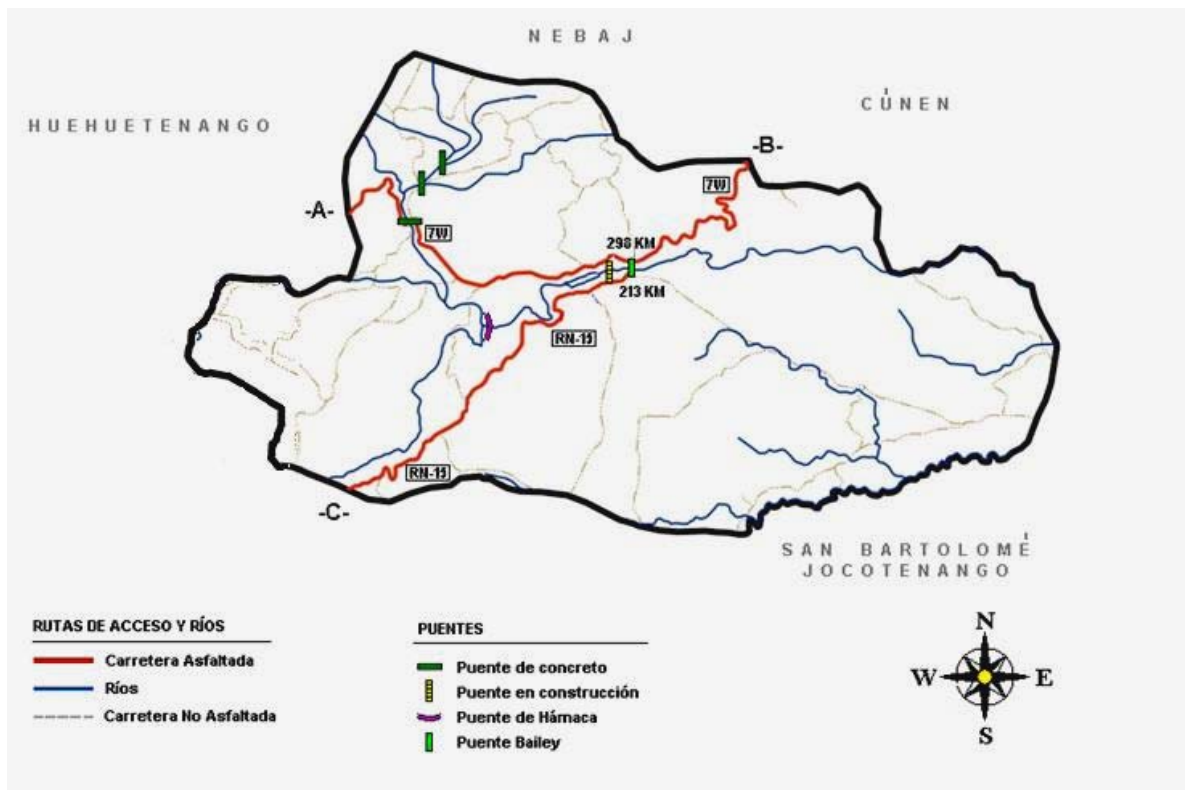 NEBAJ
CÚNEN
HUEHUETENANGO
-B-
7W
-A-
7W
298 KM
213 KM
RN-15
RN-15
-C-
SAN BARTOLOMÉ
JOCOTENANGO
RUTAS DE ACCESO Y RÍOS
Carretera Asfaltada
Ríos
Carretera No Asfaltada
PUENTES
Puente de concreto
Puente en construcción
Puente de Hámaca
Puente Bailey
N
W E
S